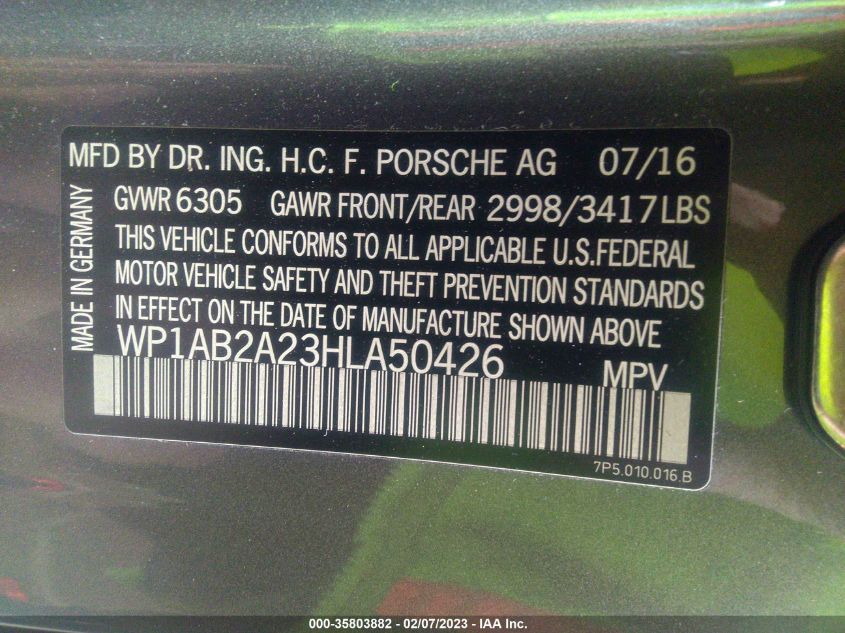 MFD BY DR. ING. H.C. F. PORSCHE AG 07/16
GVWR 6305 GAWR FRONT/REAR 2998/3417LBS
THIS VEHICLE CONFORMS TO ALL APPLICABLE U.S.FEDERAL
MOTOR VEHICLE SAFETY AND THEFT PREVENTION STANDARDS
IN EFFECT ON THE DATE OF MANUFACTURE SHOWN ABOVE
WP1AB2A23HLA50426 MPV
MADE IN GERMANY
7P5.010.016.B
000-35803882 - 02/07/2023 - IAA Inc.